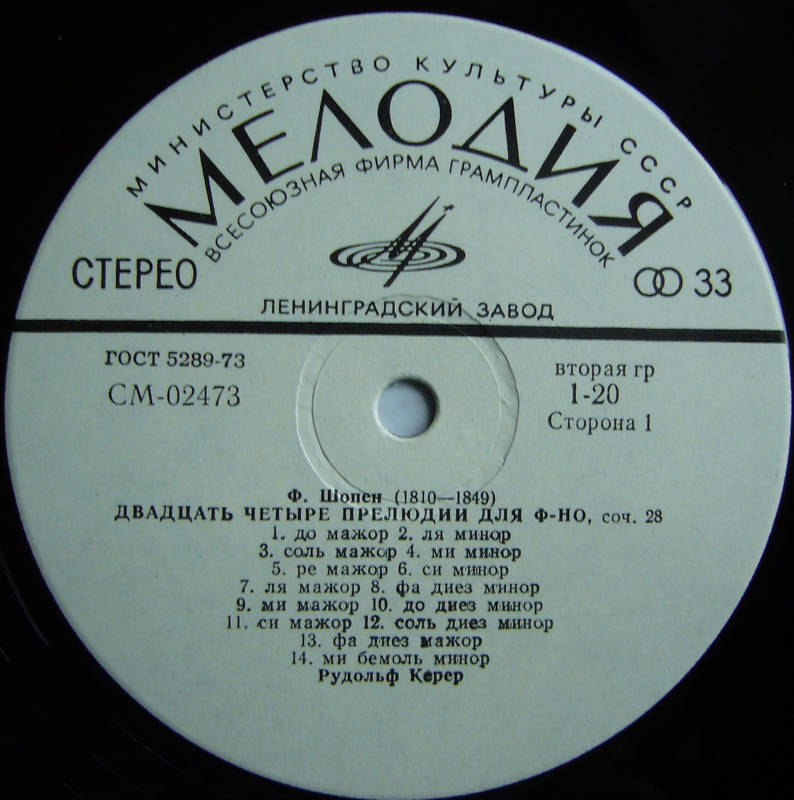 МИНИСТЕРСТВО КУЛЬТУРЫ СССР
МЕЛОДИЯ
ВСЕСОЮЗНАЯ ФИРМА ГРАМПЛАСТИНОК
СТЕРЕО
33
ЛЕНИНГРАДСКИЙ ЗАВОД
ГОСТ 5289-73
СМ-02473
вторая гр
1-20
Сторона 1
Ф. Шопен (1810—1849)
ДВАДЦАТЬ ЧЕТЫРЕ ПРЕЛЮДИИ ДЛЯ Ф-НО, соч. 28
1. до мажор 2. ля минор
3. соль мажор 4. ми минор
5. ре мажор 6. си минор
7. ля мажор 8. фа диез минор
9. ми мажор 10. до диез минор
11. си мажор 12. соль диез минор
13. фа диез мажор
14. ми бемоль минор
Рудольф Керер